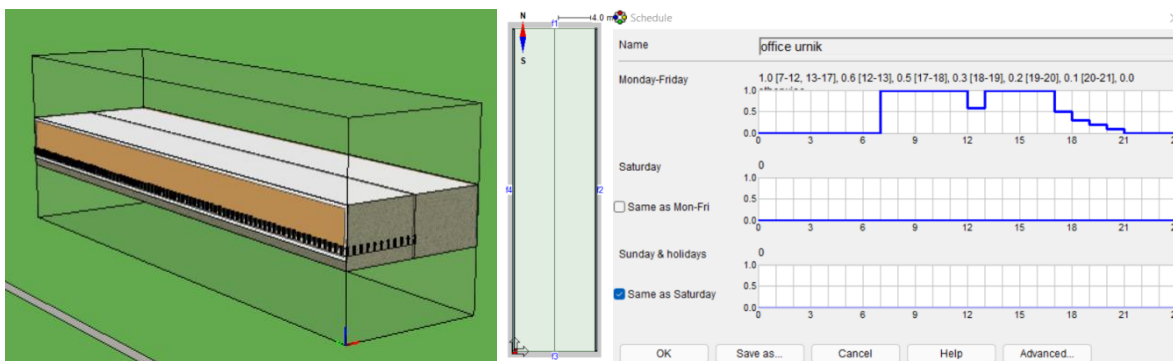 N
f1
4.0 m
S
f4
f2
f3
Schedule
Name
office urnik
Monday-Friday
1.0 [7-12, 13-17], 0.6 [12-13], 0.5 [17-18], 0.3 [18-19], 0.2 [19-20], 0.1 [20-21], 0.0
1.0
0.5
0.0
0 3 6 9 12 15 18 21
Saturday
0
Same as Mon-Fri
1.0
0.5
0.0
0 3 6 9 12 15 18 21
Sunday & holidays
0
Same as Saturday
1.0
0.5
0.0
0 3 6 9 12 15 18 21
OK Save as... Cancel Help Advanced...